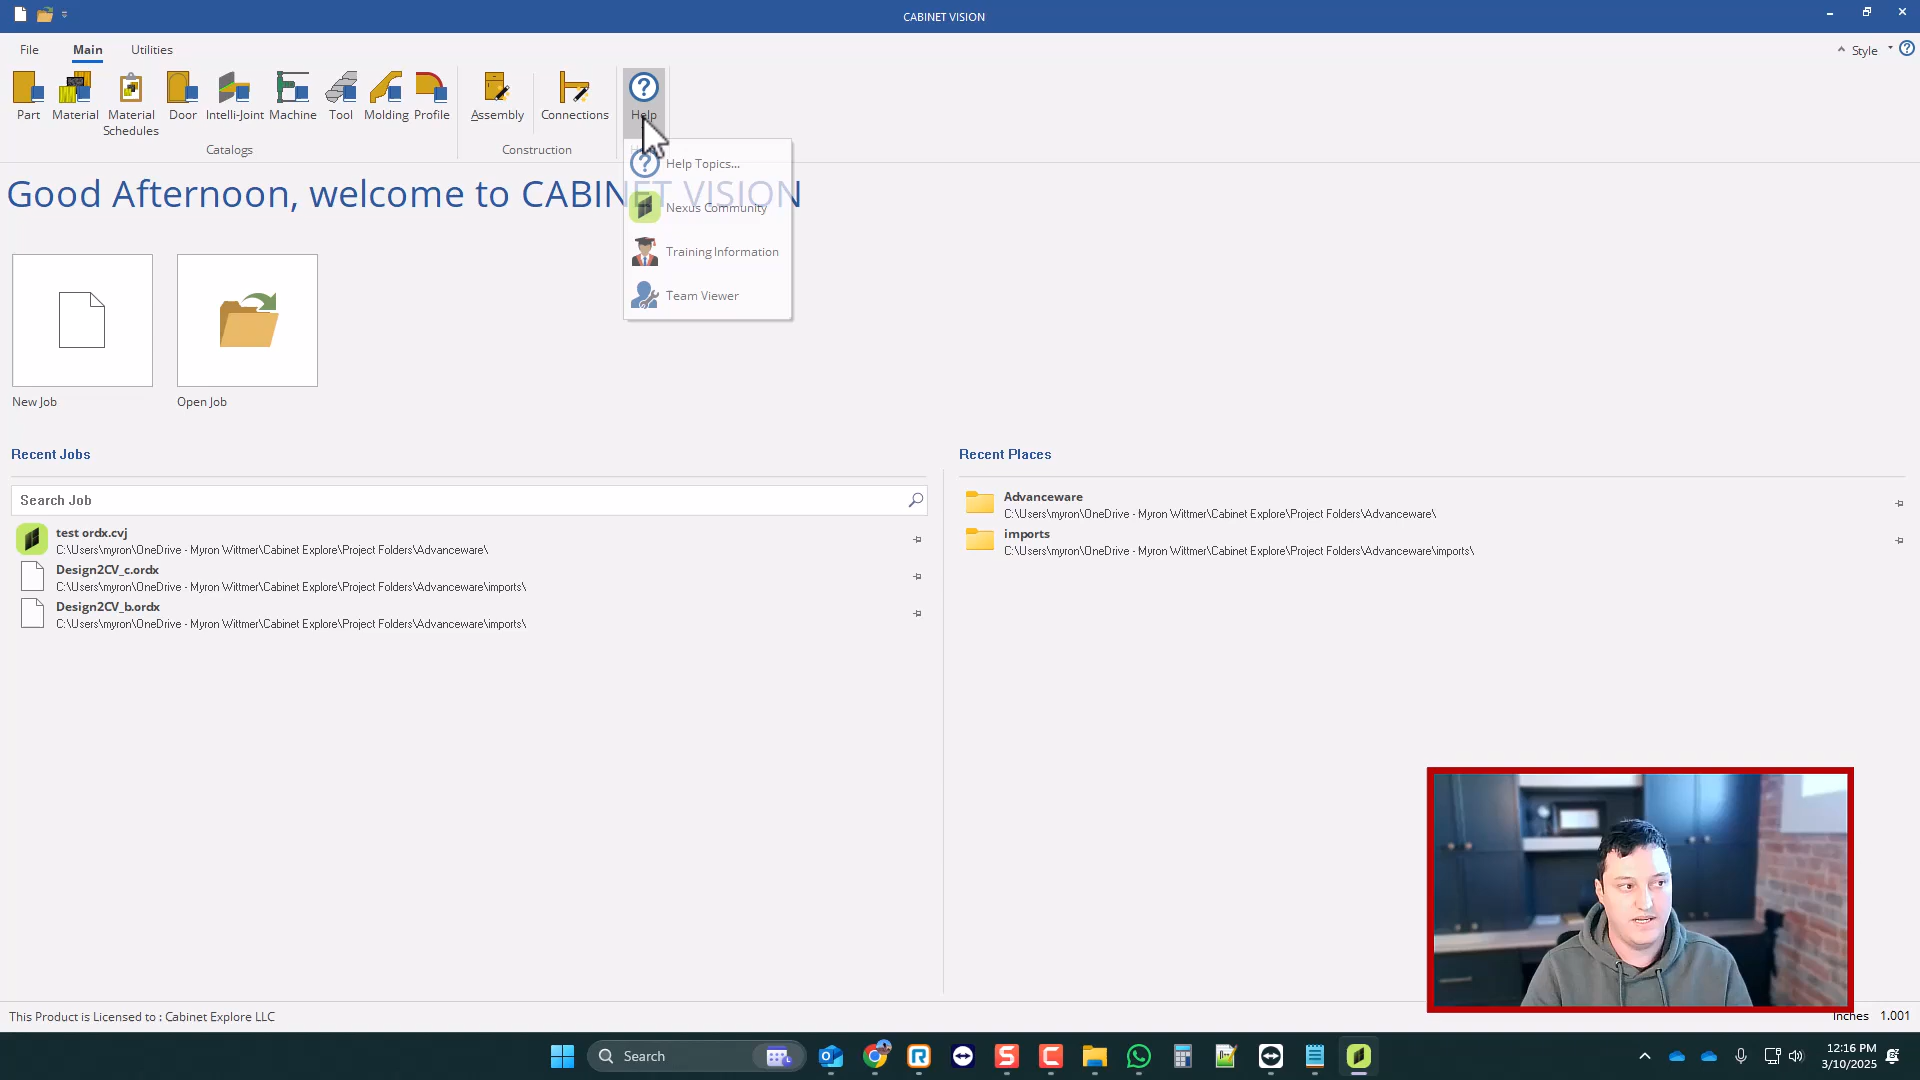 CABINET VISION
File
Main
Utilities
Style
Part
Material
Material
Schedules
Door
Intelli-Joint
Machine
Tool
Molding
Profile
Assembly
Connections
Help
Catalogs
Construction
Help Topics...
Good Afternoon, welcome to CABINET VISION
Nexus Community
Training Information
Team Viewer
New Job
Open Job
Recent Jobs
Recent Places
Search Job
test ordx.cvj
C:\Users\myron\OneDrive - Myron Wittmer\Cabinet Explore\Project Folders\Advanceware\
Design2CV_c.ordx
C:\Users\myron\OneDrive - Myron Wittmer\Cabinet Explore\Project Folders\Advanceware\imports\
Design2CV_b.ordx
C:\Users\myron\OneDrive - Myron Wittmer\Cabinet Explore\Project Folders\Advanceware\imports\
Advanceware
C:\Users\myron\OneDrive - Myron Wittmer\Cabinet Explore\Project Folders\Advanceware\
imports
C:\Users\myron\OneDrive - Myron Wittmer\Cabinet Explore\Project Folders\Advanceware\imports\
This Product is Licensed to : Cabinet Explore LLC
Inches 1.001
Search
12:16 PM
3/10/2025